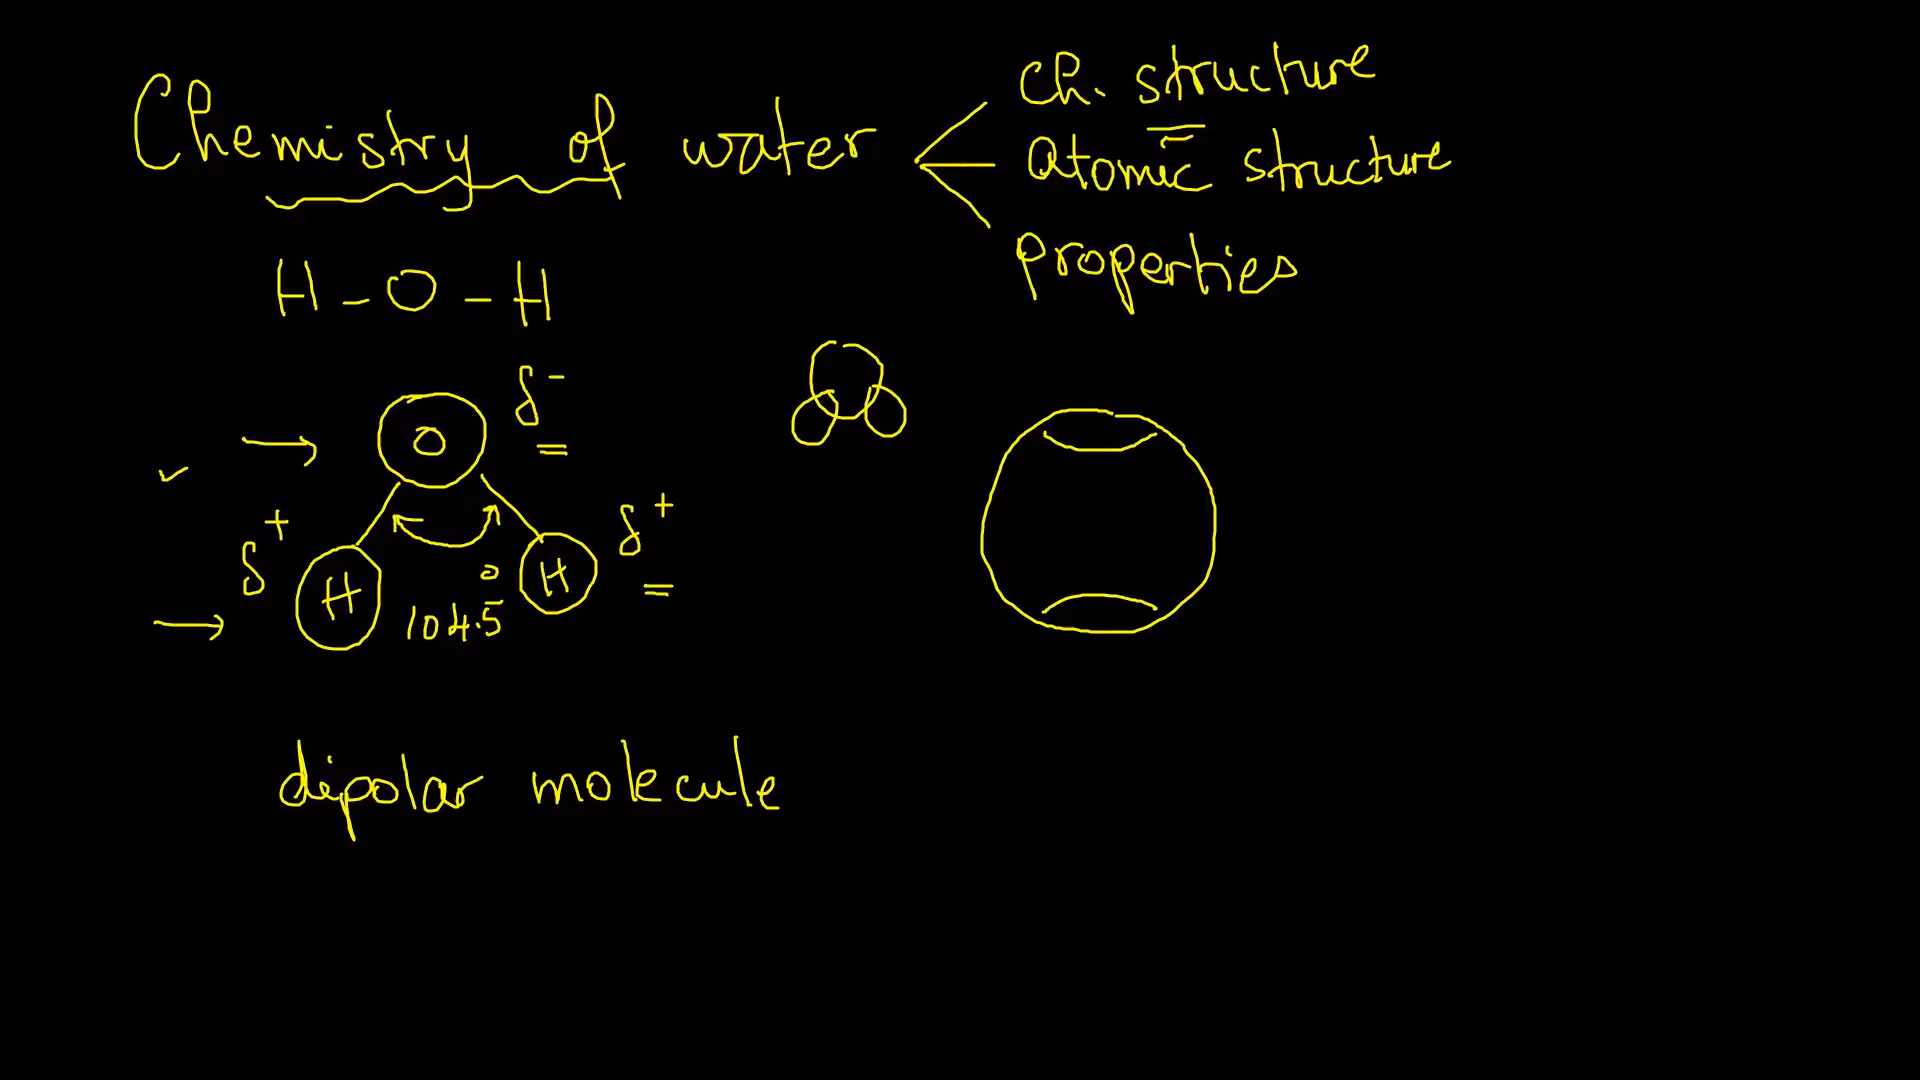 Chemistry of water
Ch. structure
Atomic structure
properties
H - O - H
δ-
O
δ+
δ+
H
H
104.5°
dipolar molecule